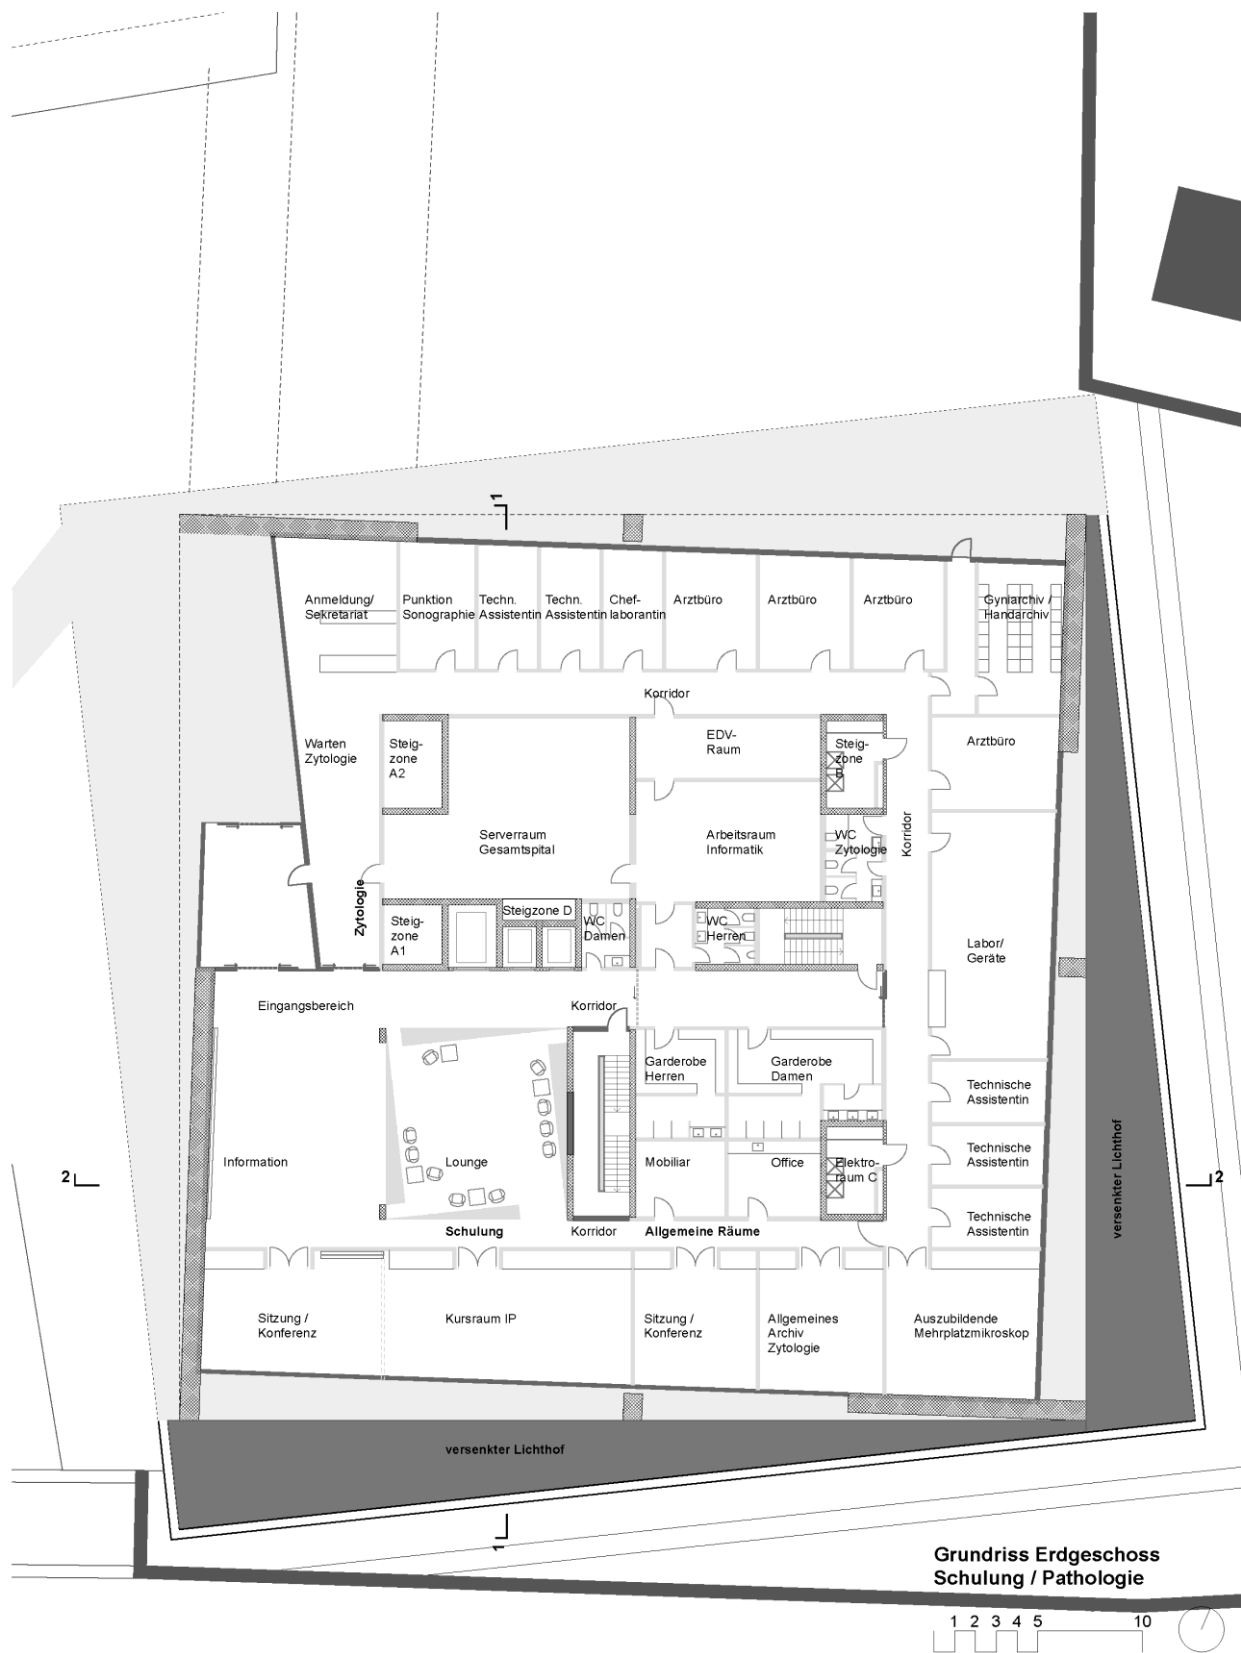 1
Anmeldung/
Sekretariat
Punktion
Sonographie
Techn.
Assistentin
Techn.
Assistentin
Chef-
laborantin
Arztbüro
Arztbüro
Arztbüro
Gyniarchiv /
Handarchiv
Korridor
Warten
Zytologie
Steig-
zone
A2
EDV-
Raum
Steig-
zone
B
Arztbüro
Serverraum
Gesamtspital
Arbeitsraum
Informatik
WC
Zytologie
Korridor
Zytologie
Steig-
zone
A1
Steigzone D
WC
Damen
WC
Herren
Labor/
Geräte
Eingangsbereich
Korridor
Garderobe
Herren
Garderobe
Damen
Technische
Assistentin
Technische
Assistentin
Technische
Assistentin
versenkter Lichthof
2
Information
Lounge
Mobiliar
Office
Elektro-
raum C
2
Schulung
Korridor
Allgemeine Räume
Sitzung /
Konferenz
Kursraum IP
Sitzung /
Konferenz
Allgemeines
Archiv
Zytologie
Auszubildende
Mehrplatzmikroskop
versenkter Lichthof
1
Grundriss Erdgeschoss
Schulung / Pathologie
1 2 3 4 5 10